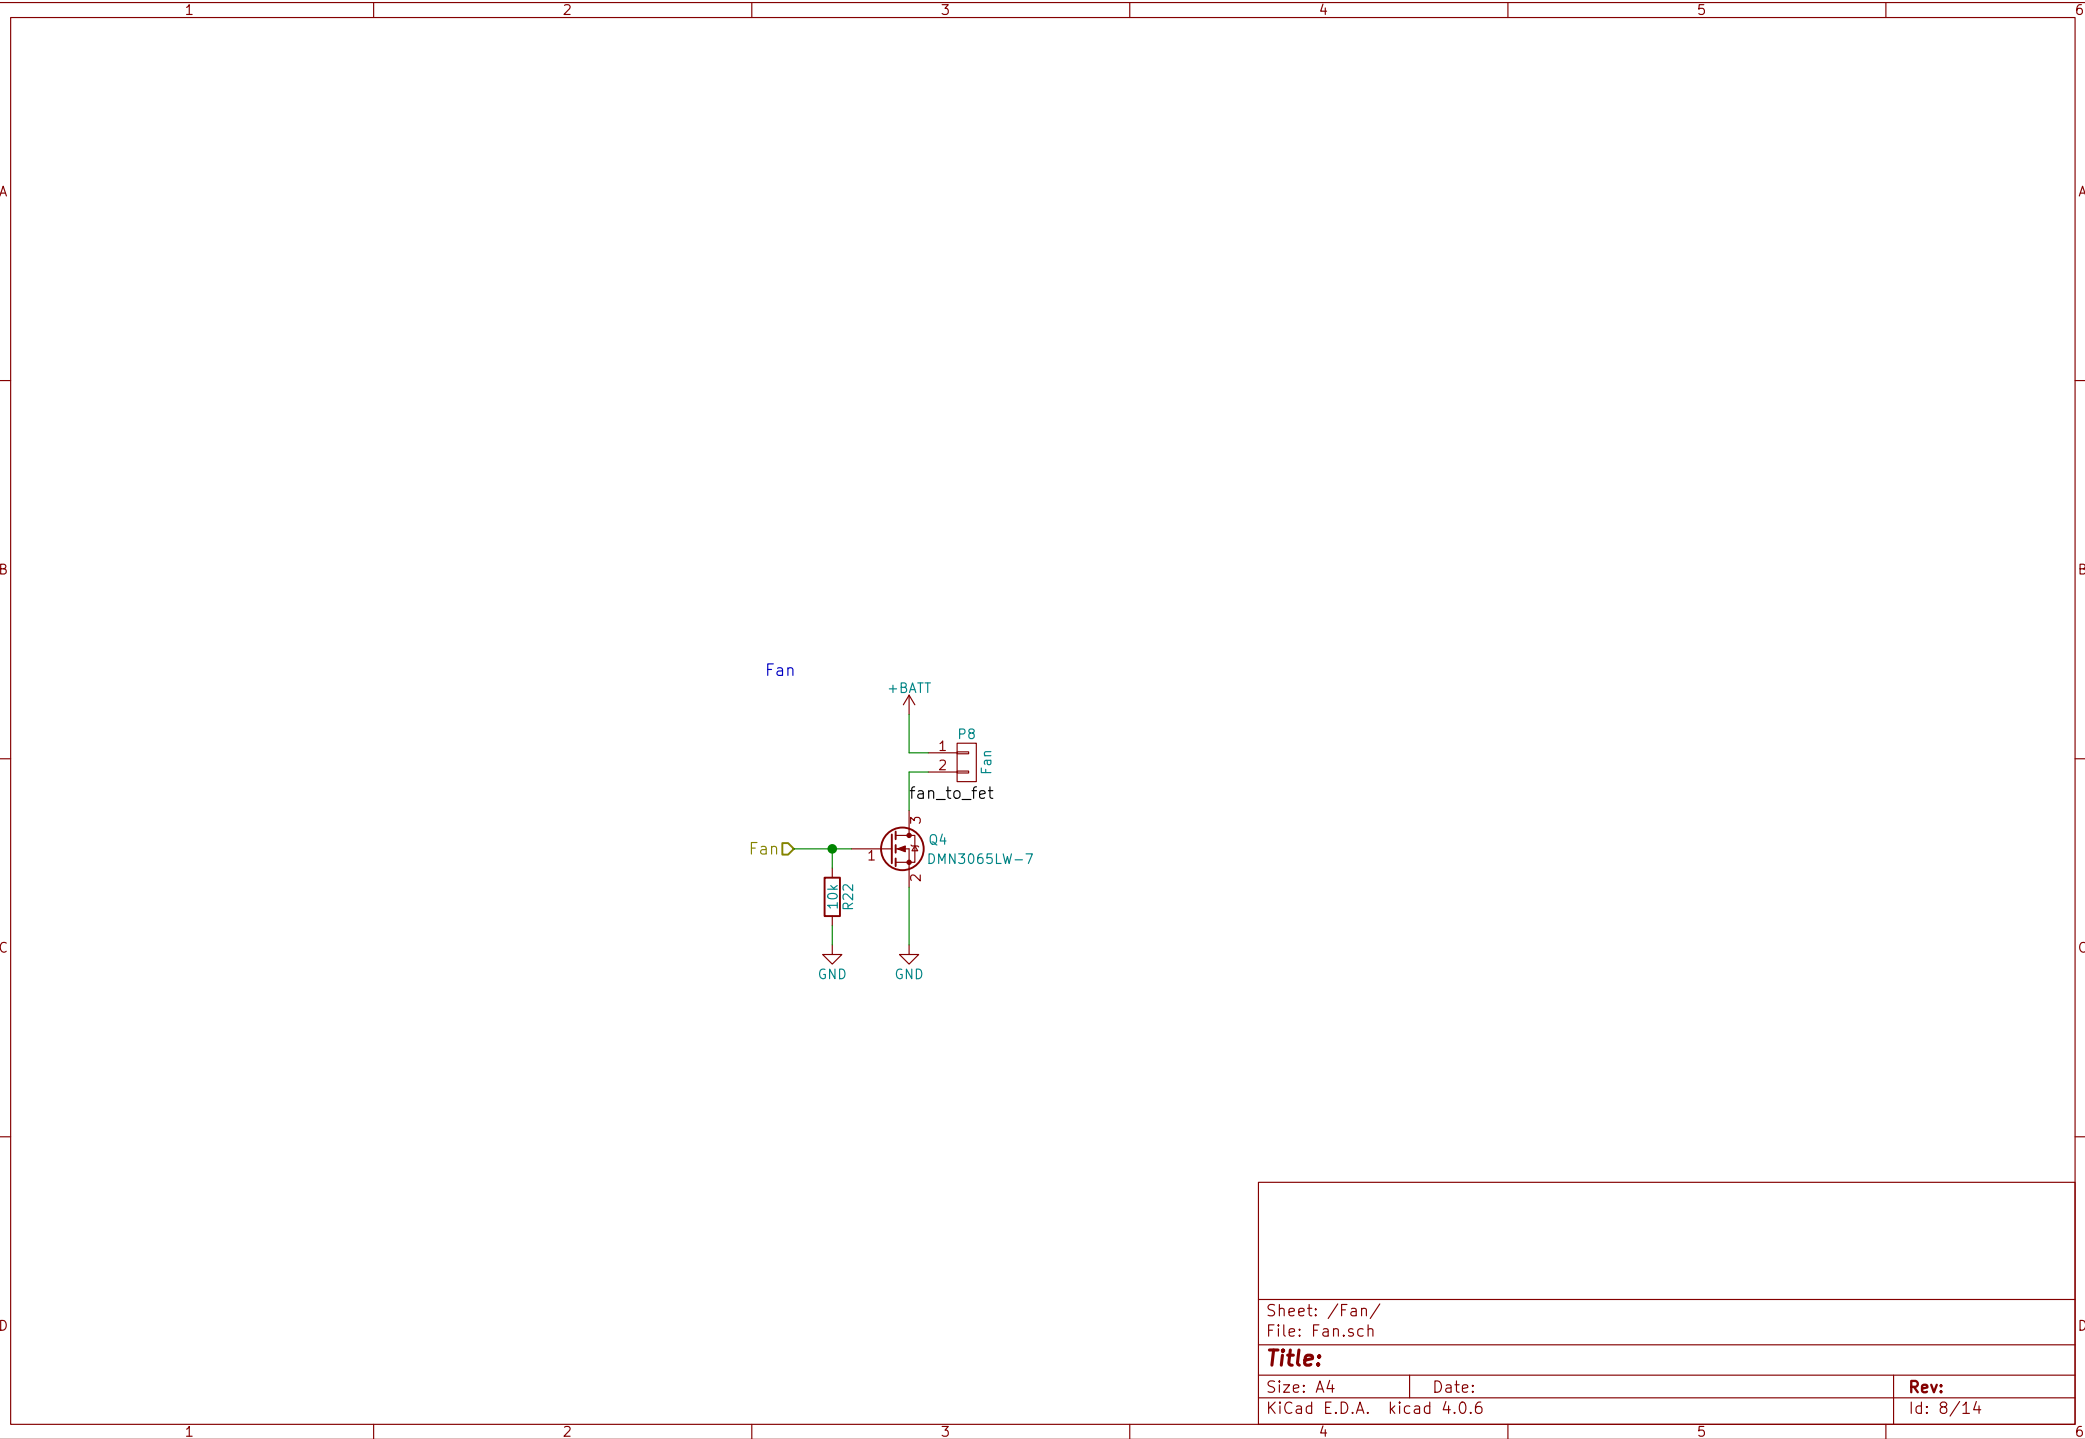 1 2 3 4 5 6
A A
B B
Fan
+BATT
P8
1
2
Fan
fan_to_fet
3
Q4
Fan
1
DMN3065LW-7
2
10k
R22
C C
GND GND
Sheet: /Fan/
File: Fan.sch
D D
Title:
Size: A4 Date: Rev:
KiCad E.D.A. kicad 4.0.6 Id: 8/14
1 2 3 4 5 6